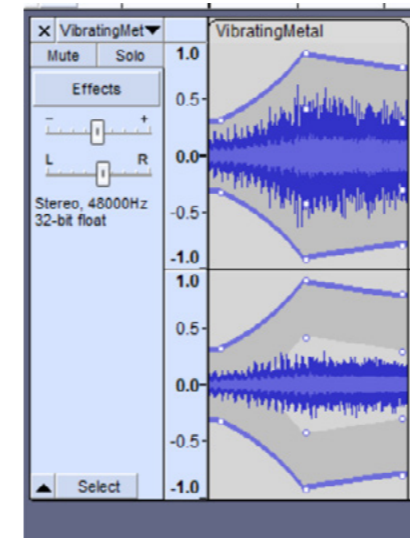 VibratingMet
VibratingMetal
Mute Solo
Effects
- +
L R
Stereo, 48000Hz
32-bit float
Select
1.0
0.5-
0.0-
-0.5-
-1.0
1.0
0.5-
0.0-
-0.5-
-1.0